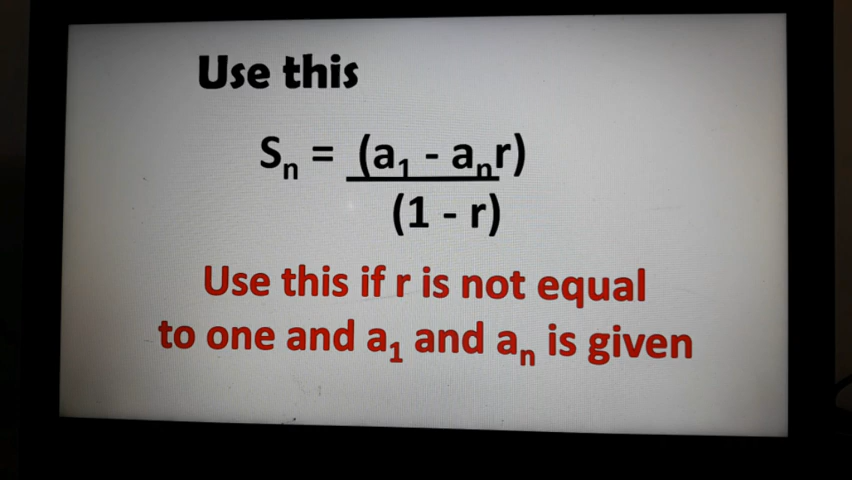 Use this
Sₙ = (a₁ - aₙr)
(1 - r)
Use this if r is not equal
to one and a₁ and aₙ is given